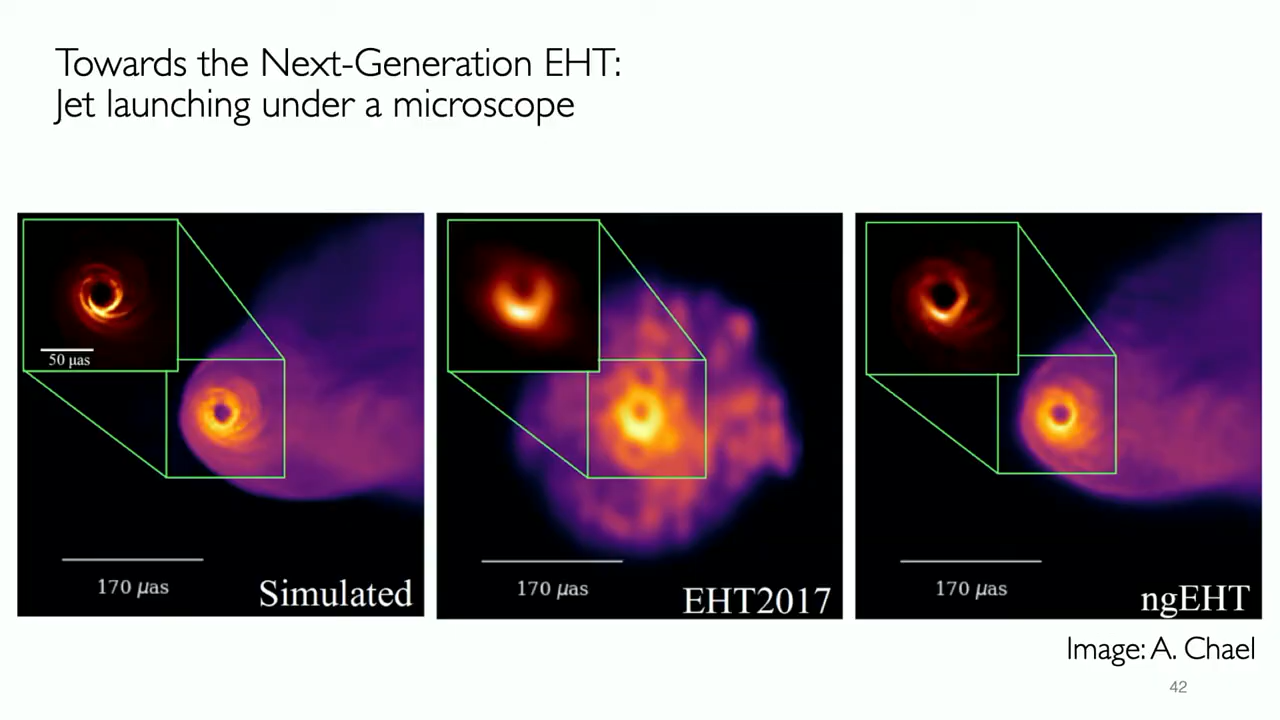 Towards the Next-Generation EHT:
Jet launching under a microscope
50 μas
170 μas
Simulated
170 μas
EHT2017
170 μas
ngEHT
Image: A. Chael
42